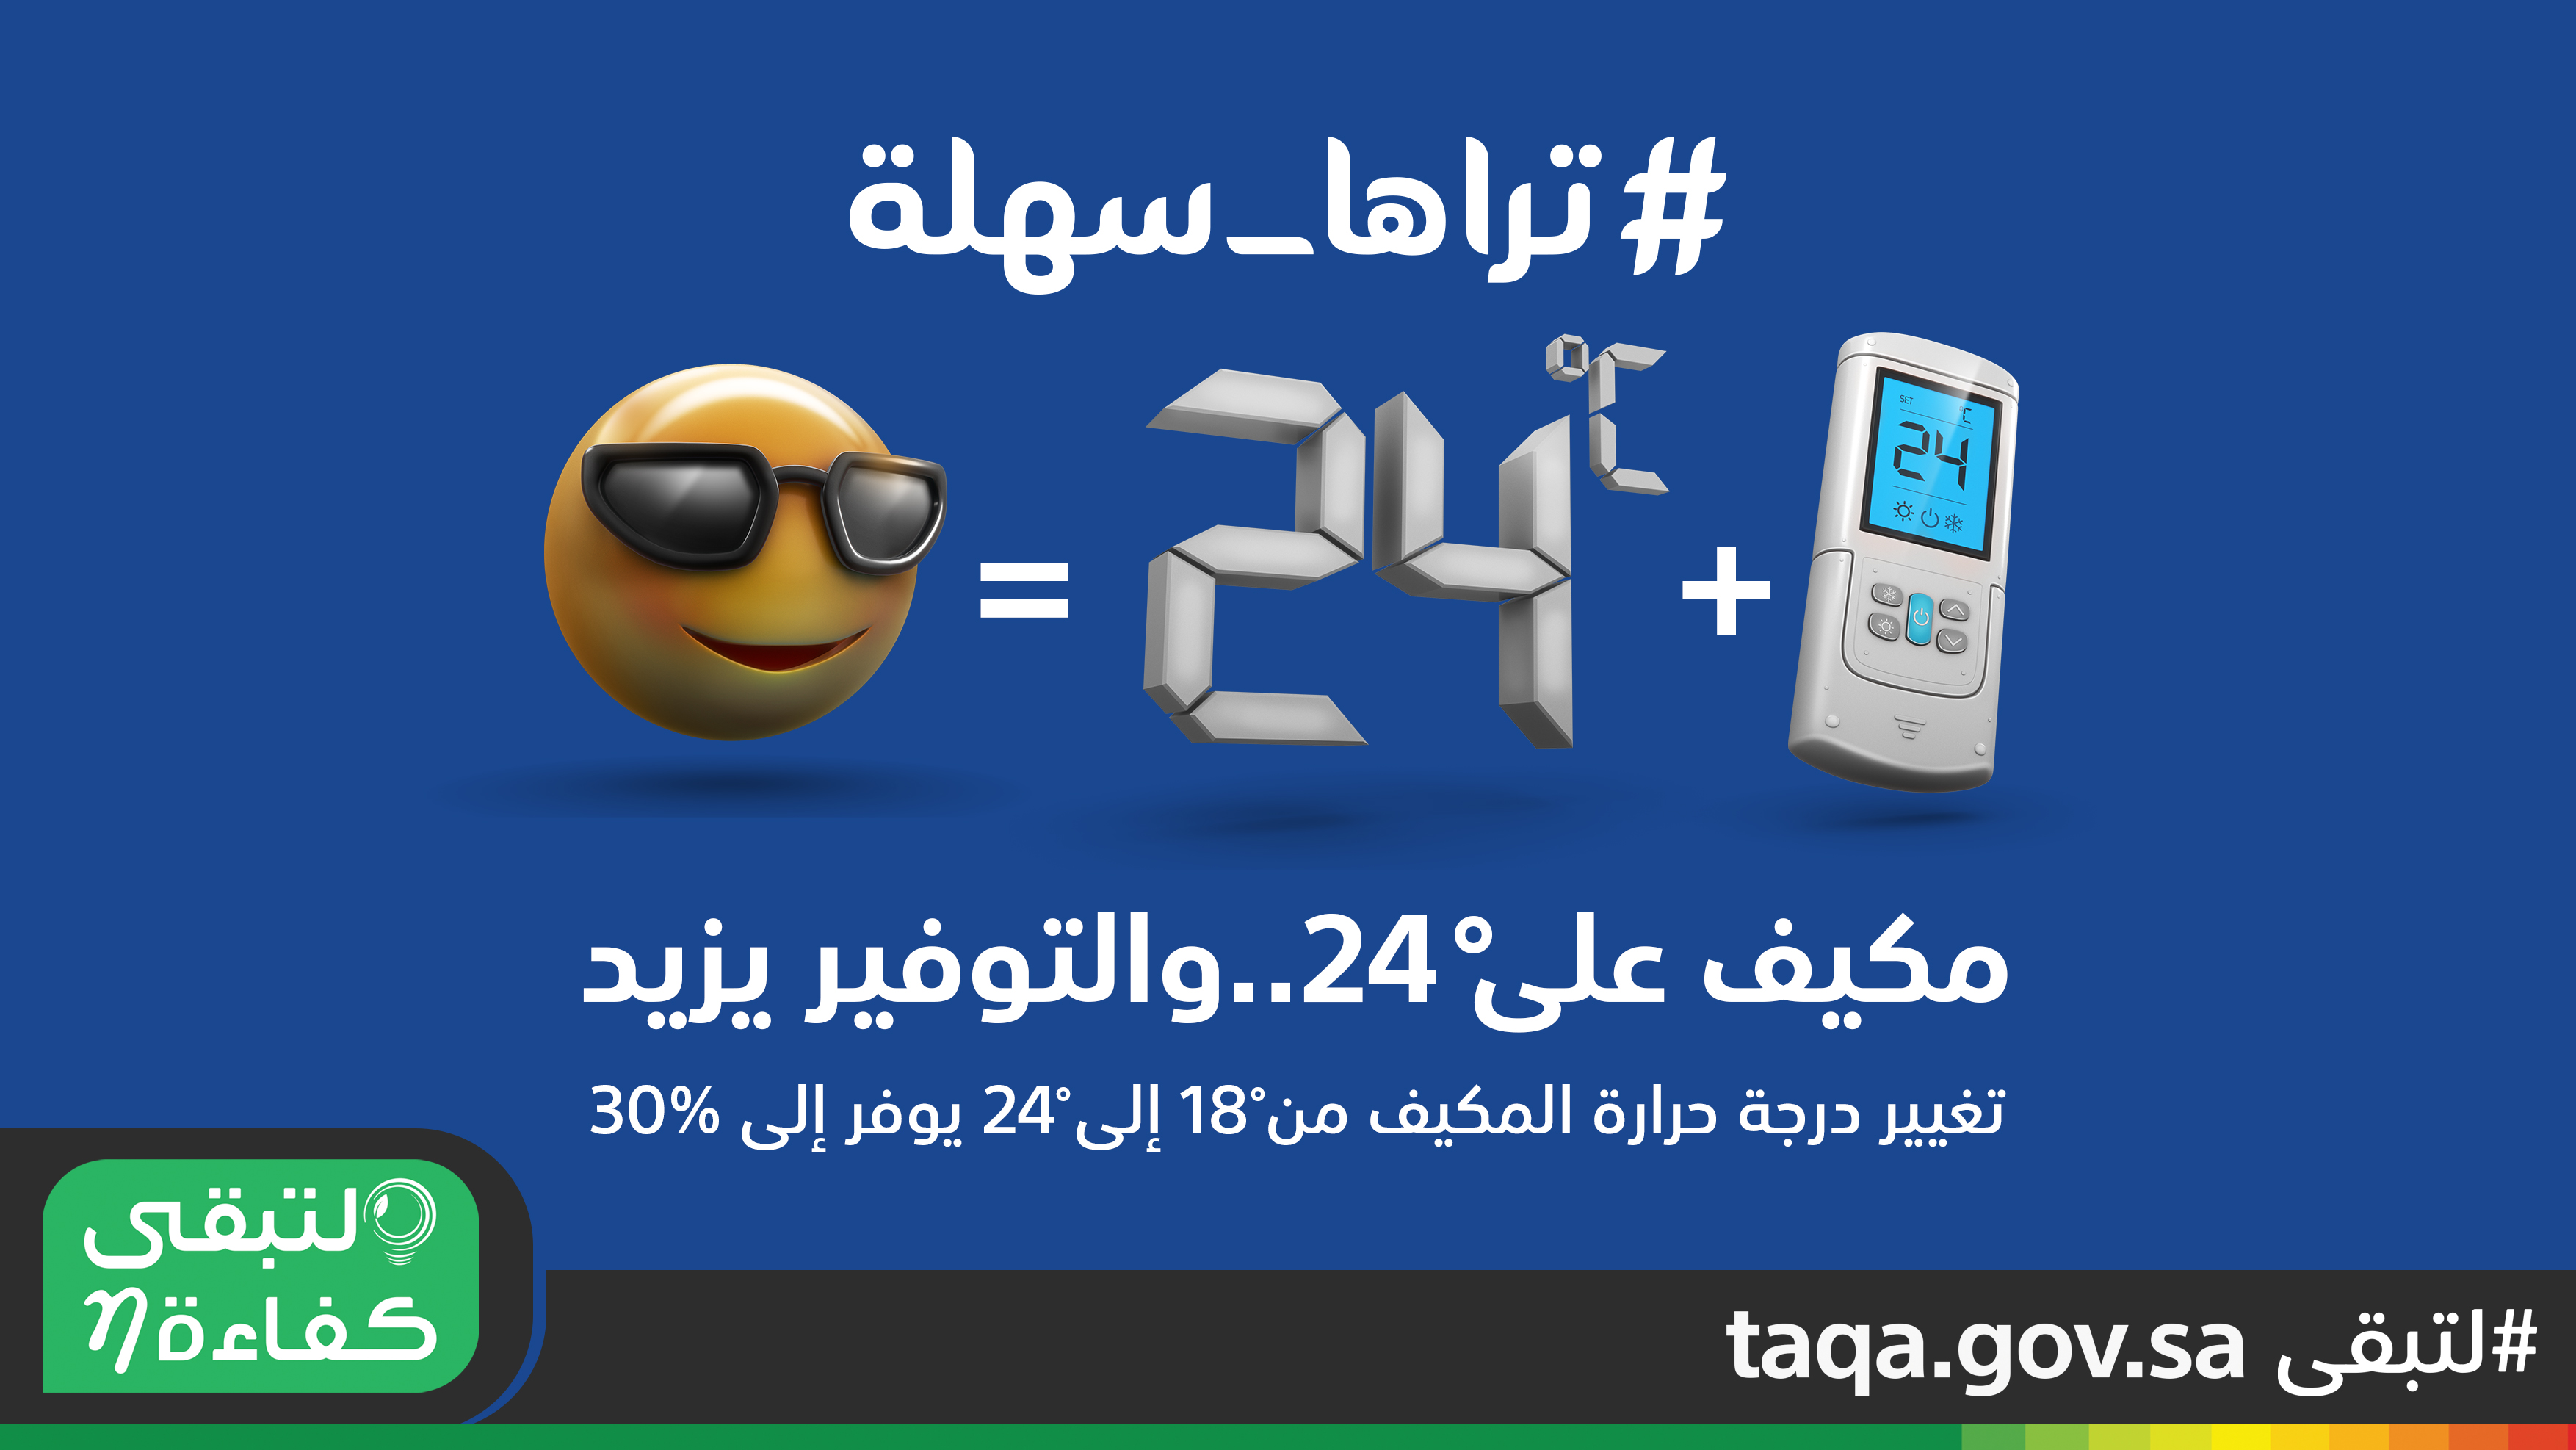 #تراها_سهلة
SET °C
24
24°C
+
=
مكيف على °24..والتوفير يزيد
تغيير درجة حرارة المكيف من °18 إلى °24 يوفر إلى %30
لتبقى
كفاءة η
#لتبقى taqa.gov.sa